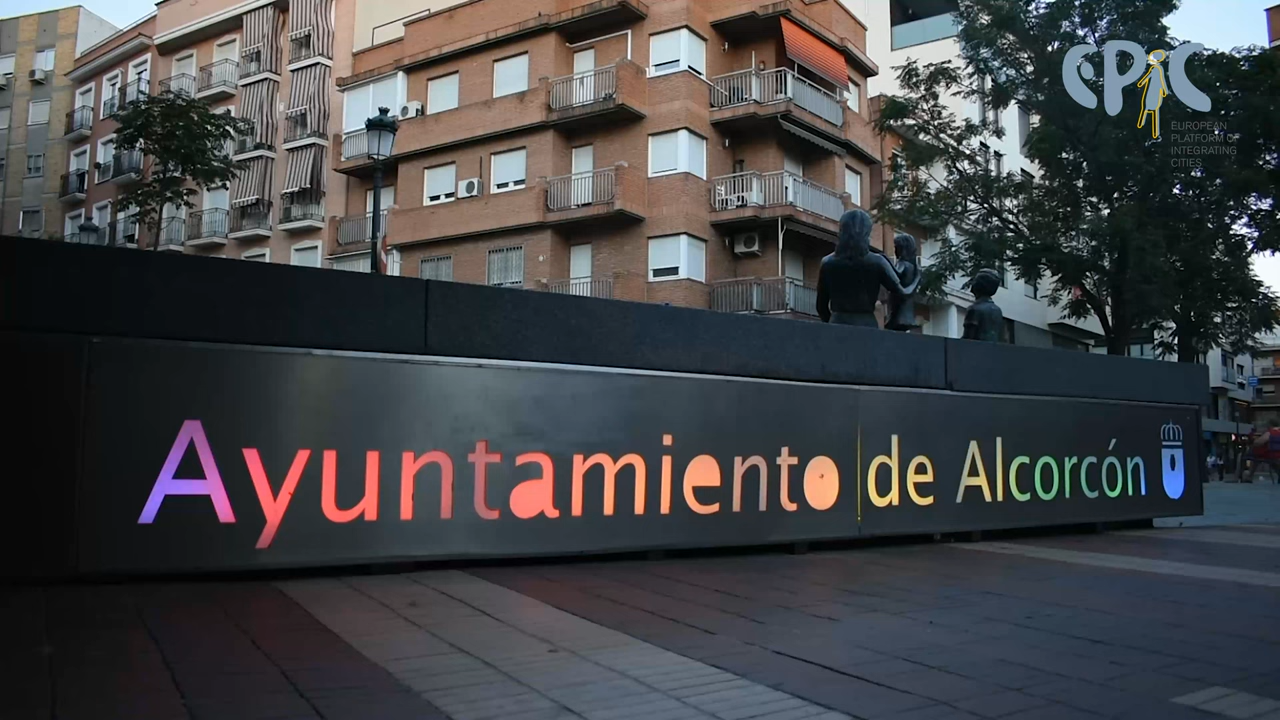 EPIC
EUROPEAN
PLATFORM OF
INTEGRATING
CITIES
Ayuntamiento de Alcorcón